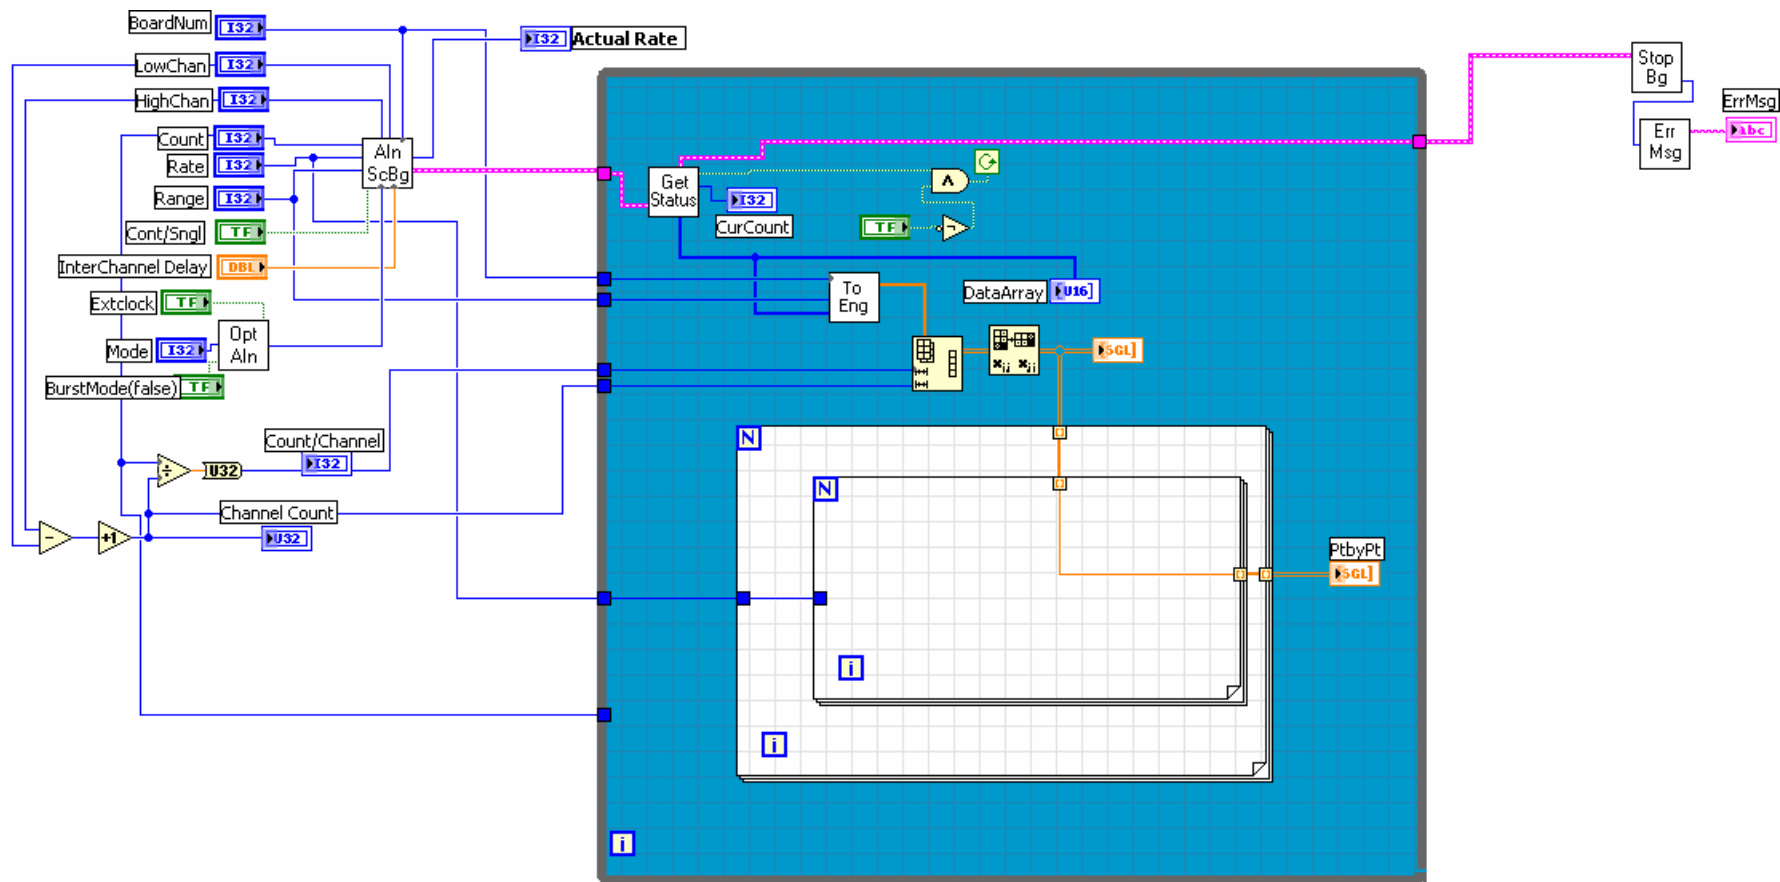 BoardNum
I32
I32
Actual Rate
LowChan
I32
HighChan
I32
Count
I32
Rate
I32
Range
I32
Cont/Sngl
TF
InterChannel Delay
DBL
Extclock
TF
Mode
I32
BurstMode(false)
TF
Opt
AIn
AIn
ScBg
Count/Channel
I32
U32
Channel Count
U32
+1
Get
Status
I32
CurCount
TF
To
Eng
DataArray
U16]
SGL]
N
N
i
i
i
PtbyPt
SGL]
Stop
Bg
Err
Msg
ErrMsg
abc